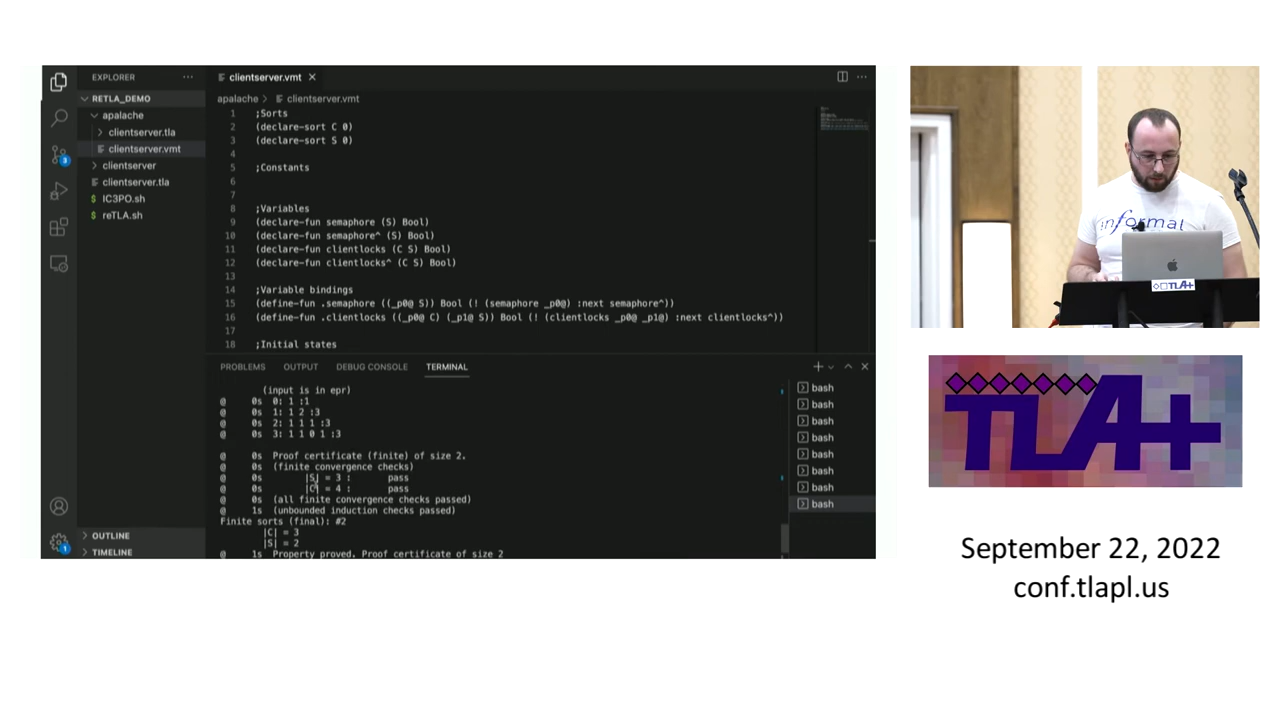 EXPLORER
RETLA_DEMO
apalache
clientserver.tla
clientserver.vmt
clientserver
clientserver.tla
$ IC3PO.sh
$ reTLA.sh
OUTLINE
TIMELINE
clientserver.vmt
apalache > clientserver.vmt
1 ;Sorts
2 (declare-sort C 0)
3 (declare-sort S 0)
4
5 ;Constants
6
7
8 ;Variables
9 (declare-fun semaphore (S) Bool)
10 (declare-fun semaphore^ (S) Bool)
11 (declare-fun clientlocks (C S) Bool)
12 (declare-fun clientlocks^ (C S) Bool)
13
14 ;Variable bindings
15 (define-fun .semaphore ((_p0@ S)) Bool (! (semaphore _p0@) :next semaphore^))
16 (define-fun .clientlocks ((_p0@ C) (_p1@ S)) Bool (! (clientlocks _p0@ _p1@) :next clientlocks^))
17
18 ;Initial states
PROBLEMS OUTPUT DEBUG CONSOLE TERMINAL
(input is in epr)
@ 0s 0: 1 :1
@ 0s 1: 1 2 :3
@ 0s 2: 1 1 1 :3
@ 0s 3: 1 1 0 1 :3
@ 0s Proof certificate (finite) of size 2.
@ 0s (finite convergence checks)
@ 0s |S| = 3 : pass
@ 0s |C| = 4 : pass
@ 0s (all finite convergence checks passed)
@ 1s (unbounded induction checks passed)
Finite sorts (final): #2
|C| = 3
|S| = 2
@ 1s Property proved. Proof certificate of size 2
bash
bash
bash
bash
bash
bash
bash
bash
3
1
informal
TLA+
TLA+
September 22, 2022
conf.tlapl.us